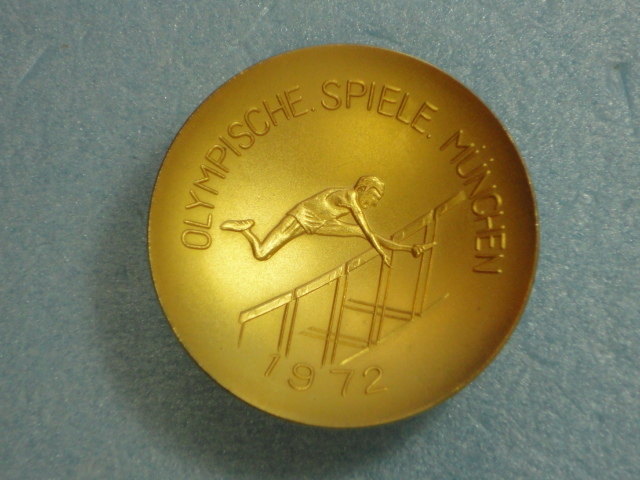 OLYMPISCHE. SPIELE. MÜNCHEN
1972